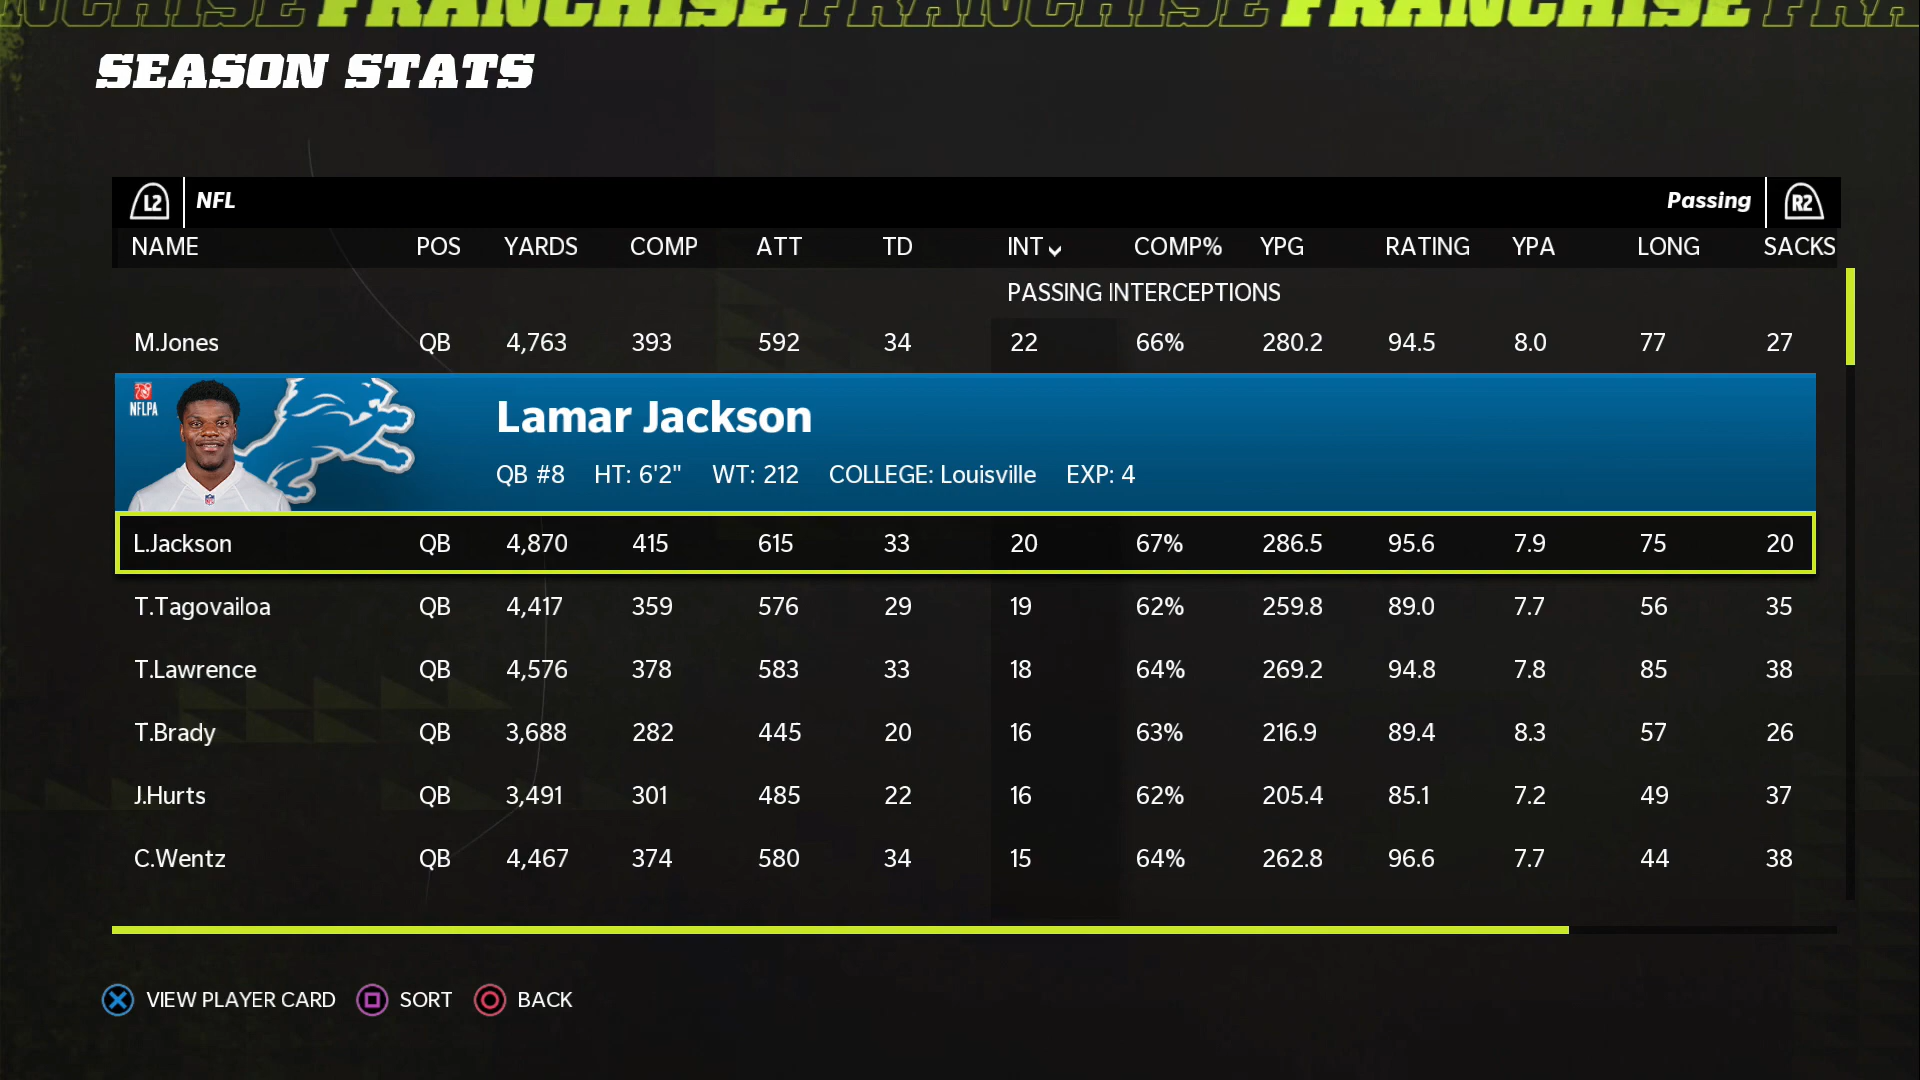 FRANCHISE FRANCHISE FRANCHISE FRANCHISE
SEASON STATS
L2 NFL Passing R2
NAME POS YARDS COMP ATT TD INT COMP% YPG RATING YPA LONG SACKS
PASSING INTERCEPTIONS
M.Jones QB 4,763 393 592 34 22 66% 280.2 94.5 8.0 77 27
NFLPA
Lamar Jackson
QB #8 HT: 6'2" WT: 212 COLLEGE: Louisville EXP: 4
L.Jackson QB 4,870 415 615 33 20 67% 286.5 95.6 7.9 75 20
T.Tagovailoa QB 4,417 359 576 29 19 62% 259.8 89.0 7.7 56 35
T.Lawrence QB 4,576 378 583 33 18 64% 269.2 94.8 7.8 85 38
T.Brady QB 3,688 282 445 20 16 63% 216.9 89.4 8.3 57 26
J.Hurts QB 3,491 301 485 22 16 62% 205.4 85.1 7.2 49 37
C.Wentz QB 4,467 374 580 34 15 64% 262.8 96.6 7.7 44 38
VIEW PLAYER CARD SORT BACK